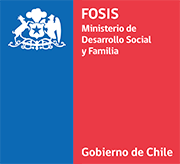 FOSIS
Ministerio de
Desarrollo Social
y Familia
Gobierno de Chile